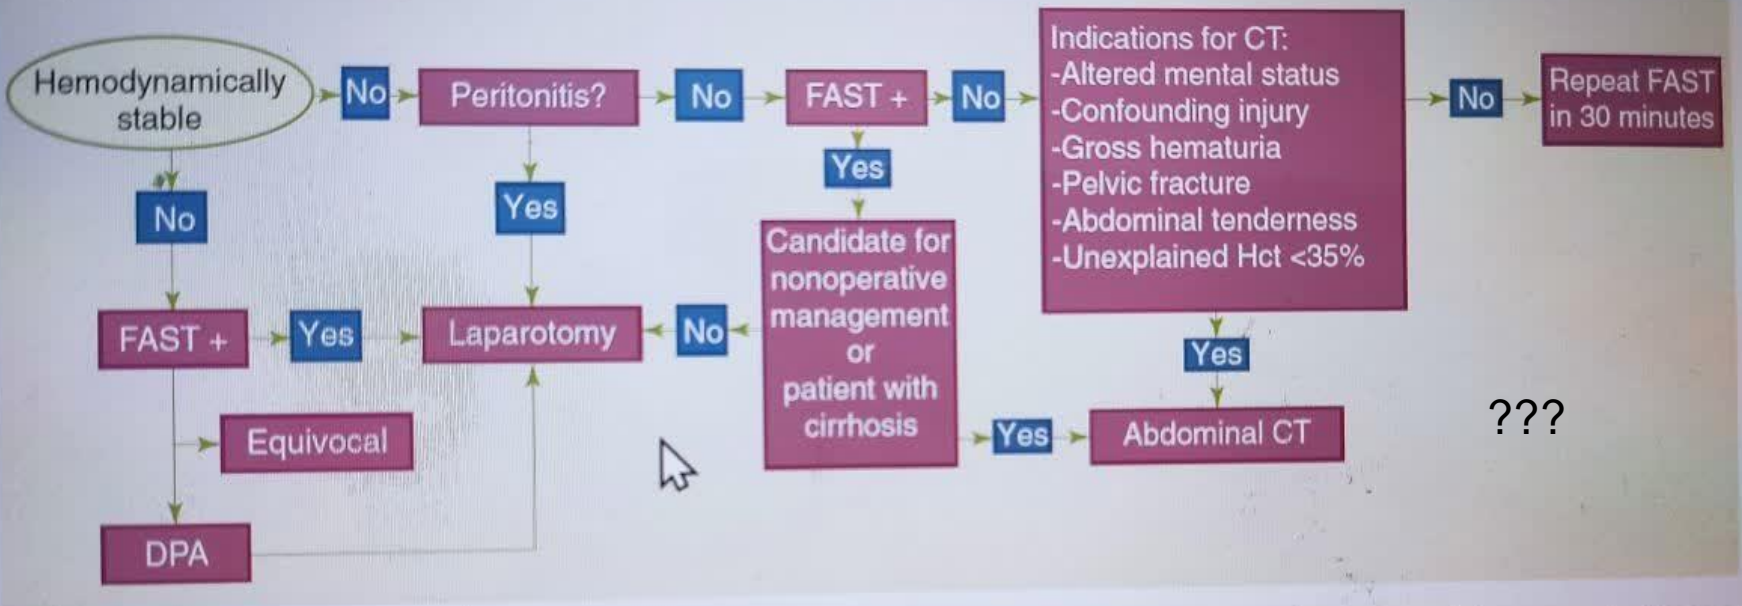 Hemodynamically
stable
No
Peritonitis?
No
FAST +
No
Indications for CT:
-Altered mental status
-Confounding injury
-Gross hematuria
-Pelvic fracture
-Abdominal tenderness
-Unexplained Hct <35%
No
Repeat FAST
in 30 minutes
No
Yes
Yes
Candidate for
nonoperative
management
or
patient with
cirrhosis
FAST +
Yes
Laparotomy
No
Yes
Equivocal
Yes
Abdominal CT
???
DPA